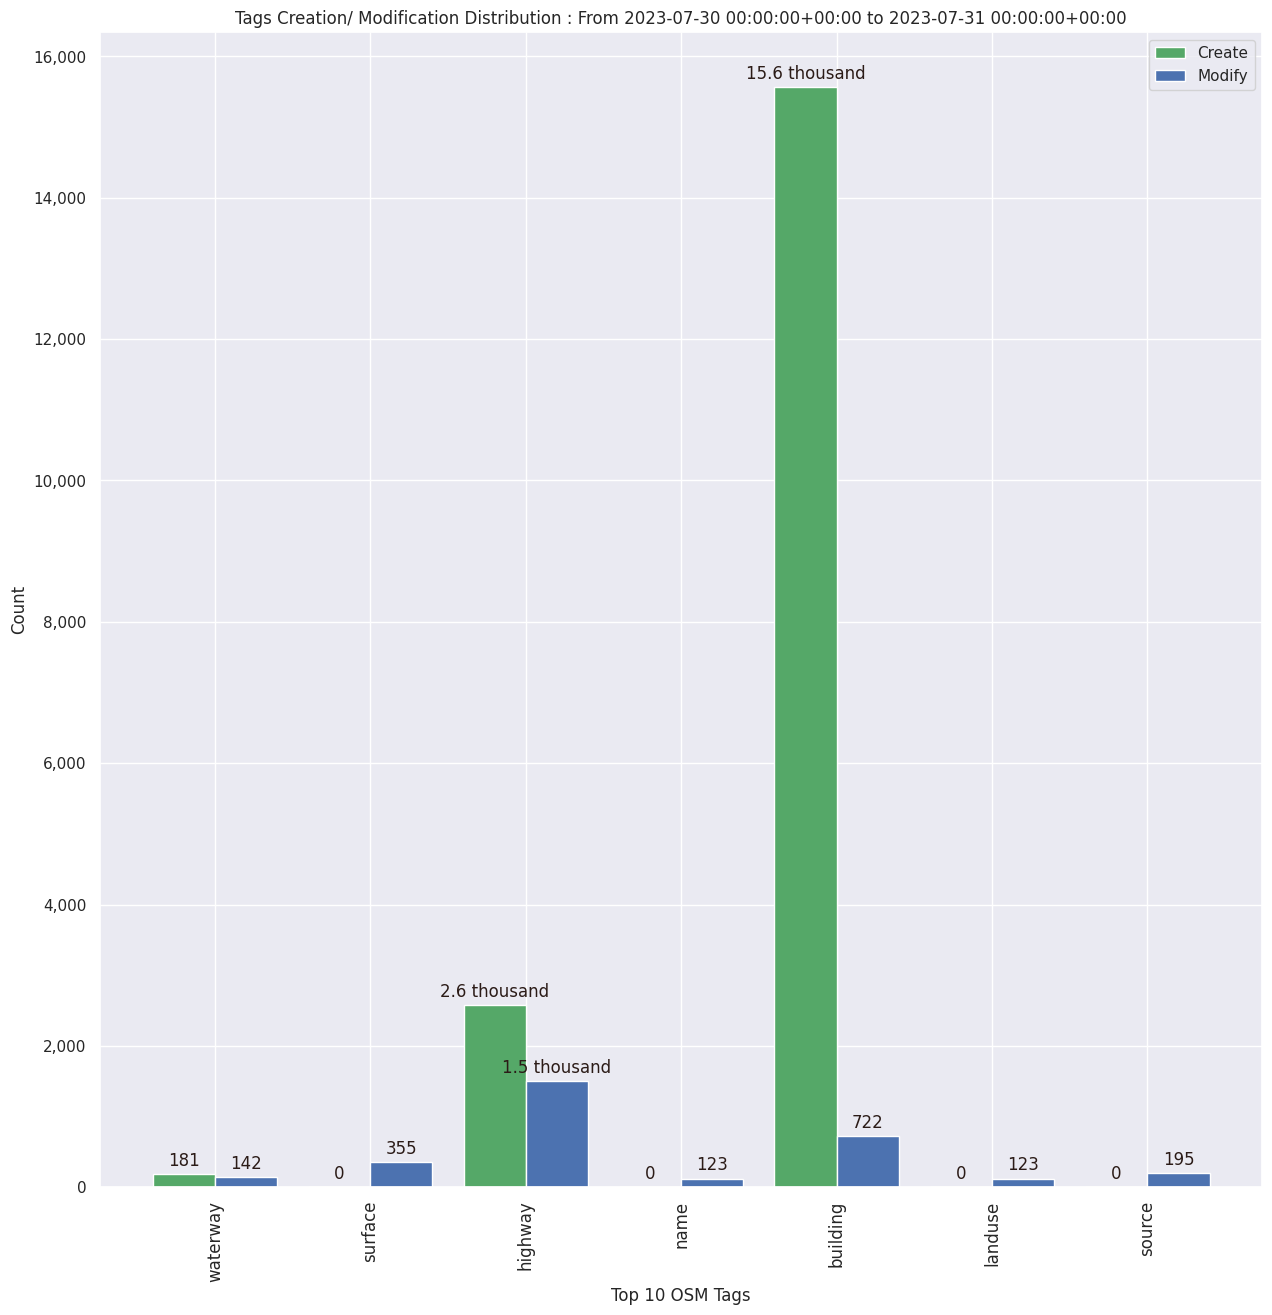 Tags Creation/ Modification Distribution : From 2023-07-30 00:00:00+00:00 to 2023-07-31 00:00:00+00:00
Create
Modify
16,000
14,000
12,000
10,000
8,000
6,000
4,000
2,000
0
Count
15.6 thousand
2.6 thousand
1.5 thousand
722
181
142
0
355
0
123
0
123
0
195
waterway
surface
highway
name
building
landuse
source
Top 10 OSM Tags